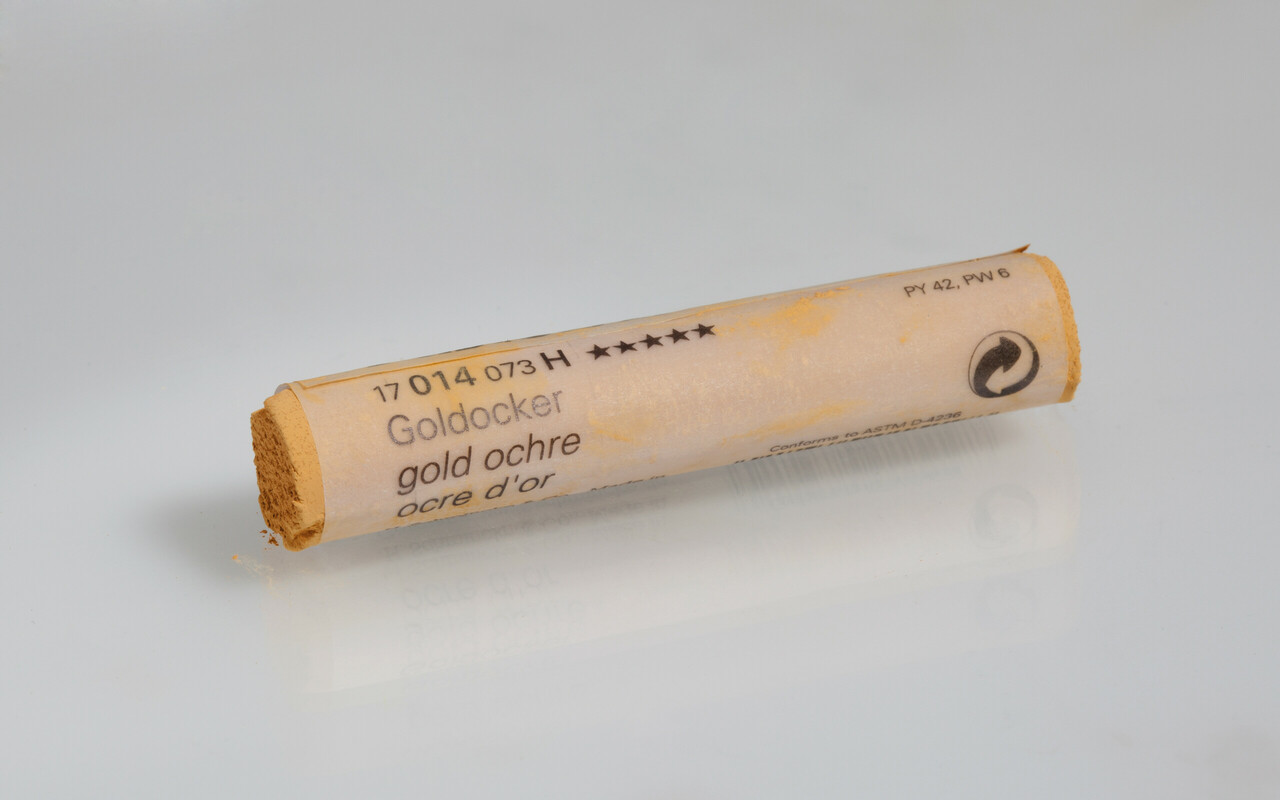 17 014 073 H ★★★★★
Goldocker
gold ochre
ocre d'or
PY 42, PW 6
Conforms to ASTM D-4236